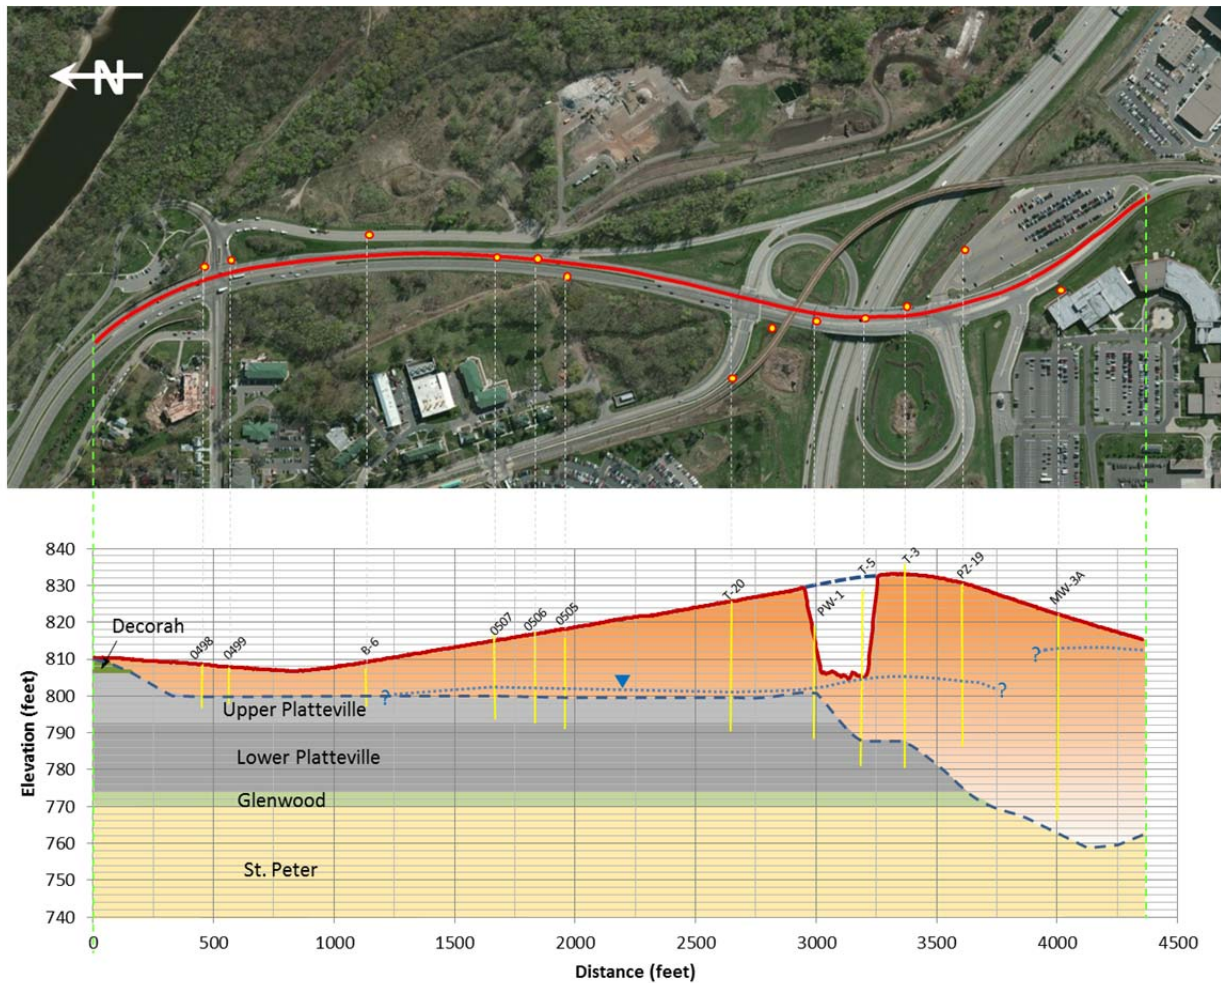 N
840
830
820
810
800
790
780
770
760
750
740
Elevation (feet)
Decorah
0498
0499
B-6
0507
0506
0505
T-20
PW-1
T-5
T-3
PZ-19
MW-3A
?
?
?
Upper Platteville
Lower Platteville
Glenwood
St. Peter
0 500 1000 1500 2000 2500 3000 3500 4000 4500
Distance (feet)